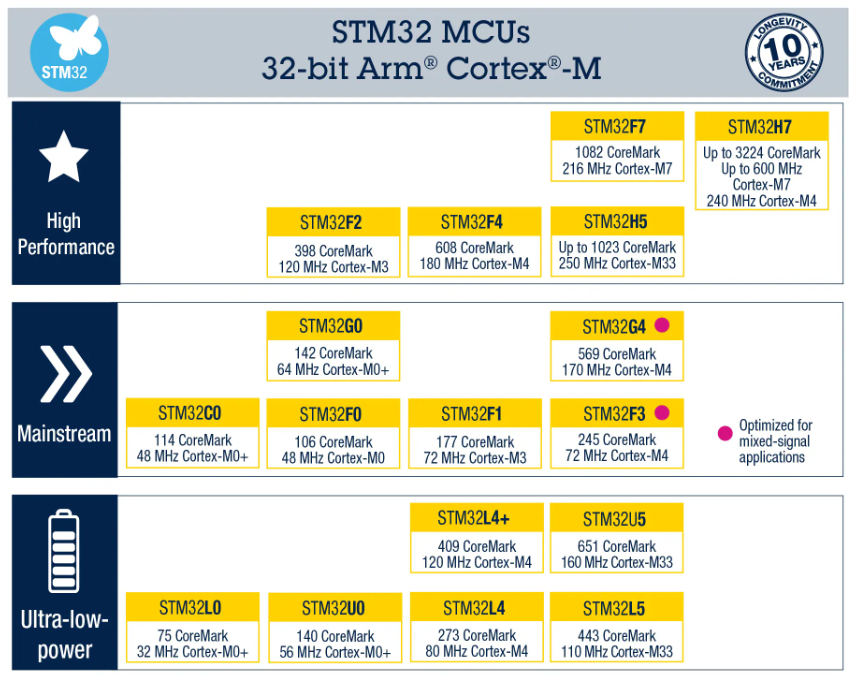 STM32 MCUs
32-bit Arm® Cortex®-M
STM32
LONGEVITY
10
YEARS
COMMITMENT
High
Performance
STM32F7
1082 CoreMark
216 MHz Cortex-M7
STM32H7
Up to 3224 CoreMark
Up to 600 MHz
Cortex-M7
240 MHz Cortex-M4
STM32F2
398 CoreMark
120 MHz Cortex-M3
STM32F4
608 CoreMark
180 MHz Cortex-M4
STM32H5
Up to 1023 CoreMark
250 MHz Cortex-M33
Mainstream
STM32G0
142 CoreMark
64 MHz Cortex-M0+
STM32G4
569 CoreMark
170 MHz Cortex-M4
STM32C0
114 CoreMark
48 MHz Cortex-M0+
STM32F0
106 CoreMark
48 MHz Cortex-M0
STM32F1
177 CoreMark
72 MHz Cortex-M3
STM32F3
245 CoreMark
72 MHz Cortex-M4
Optimized for
mixed-signal
applications
Ultra-low-
power
STM32L4+
409 CoreMark
120 MHz Cortex-M4
STM32U5
651 CoreMark
160 MHz Cortex-M33
STM32L0
75 CoreMark
32 MHz Cortex-M0+
STM32U0
140 CoreMark
56 MHz Cortex-M0+
STM32L4
273 CoreMark
80 MHz Cortex-M4
STM32L5
443 CoreMark
110 MHz Cortex-M33